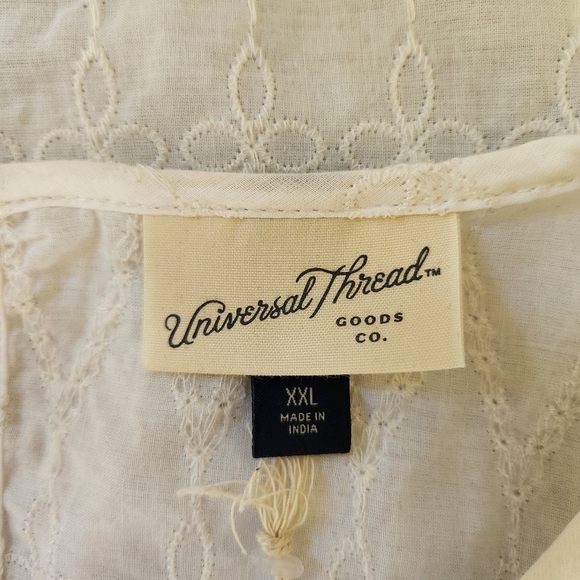 Universal Thread™
GOODS
CO.
XXL
MADE IN
INDIA